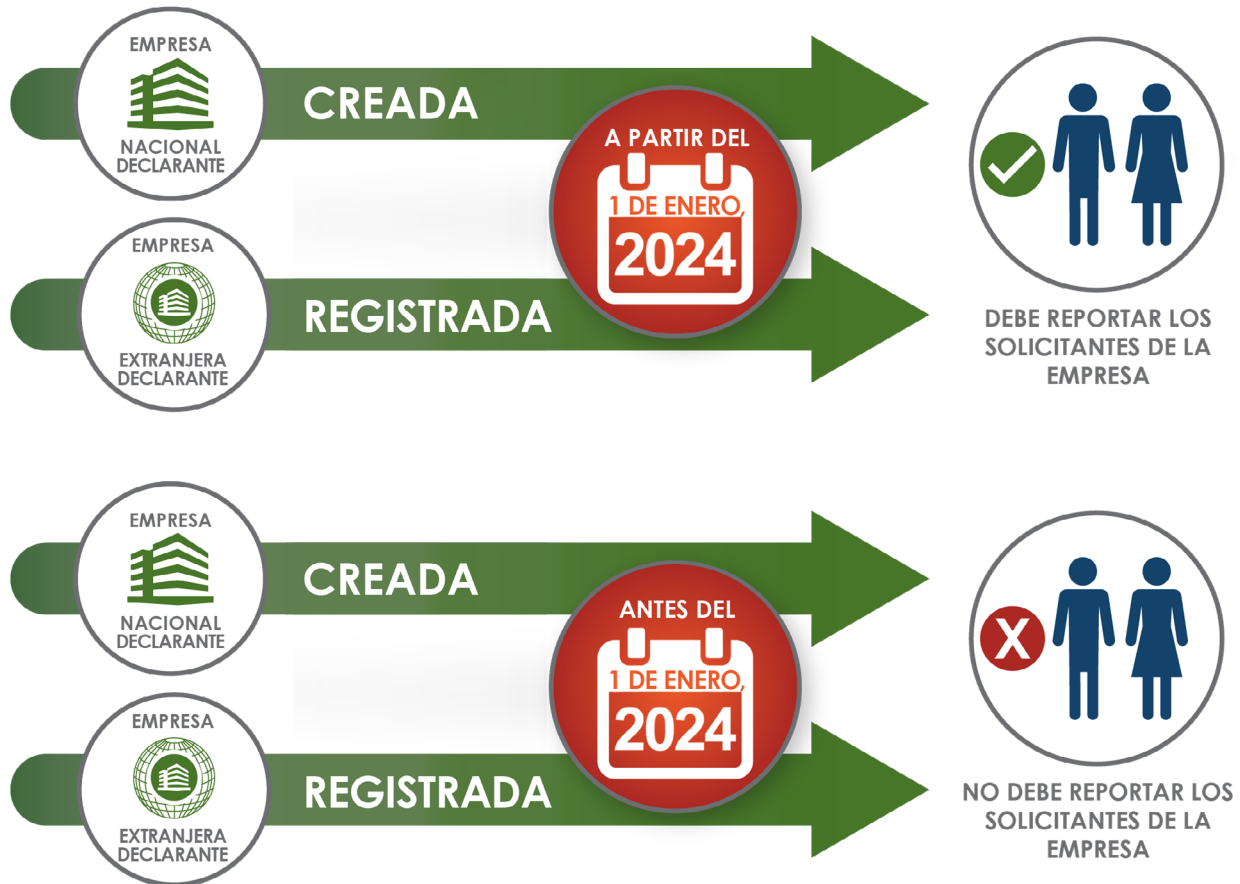 EMPRESA
NACIONAL
DECLARANTE
CREADA
A PARTIR DEL
1 DE ENERO,
2024
EMPRESA
EXTRANJERA
DECLARANTE
REGISTRADA
DEBE REPORTAR LOS
SOLICITANTES DE LA
EMPRESA
EMPRESA
NACIONAL
DECLARANTE
CREADA
ANTES DEL
1 DE ENERO,
2024
X
EMPRESA
EXTRANJERA
DECLARANTE
REGISTRADA
NO DEBE REPORTAR LOS
SOLICITANTES DE LA
EMPRESA